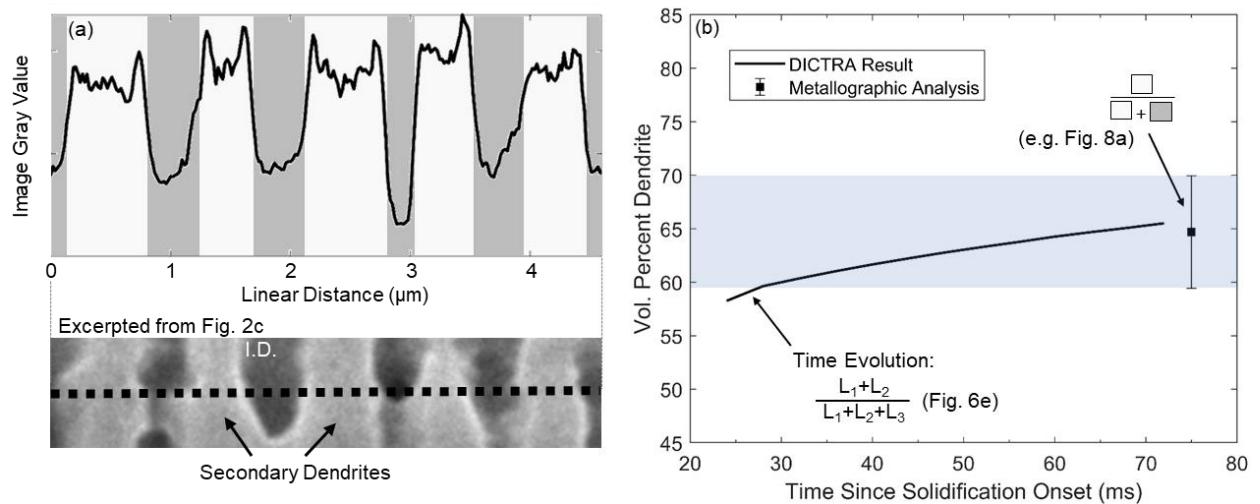 (a)
Image Gray Value
0 1 2 3 4
Linear Distance (µm)
Excerpted from Fig. 2c
I.D.
Secondary Dendrites
(b)
DICTRA Result
Metallographic Analysis
+
(e.g. Fig. 8a)
Time Evolution:
L₁+L₂
L₁+L₂+L₃
(Fig. 6e)
Vol. Percent Dendrite
85
80
75
70
65
60
55
50
45
20 30 40 50 60 70 80
Time Since Solidification Onset (ms)